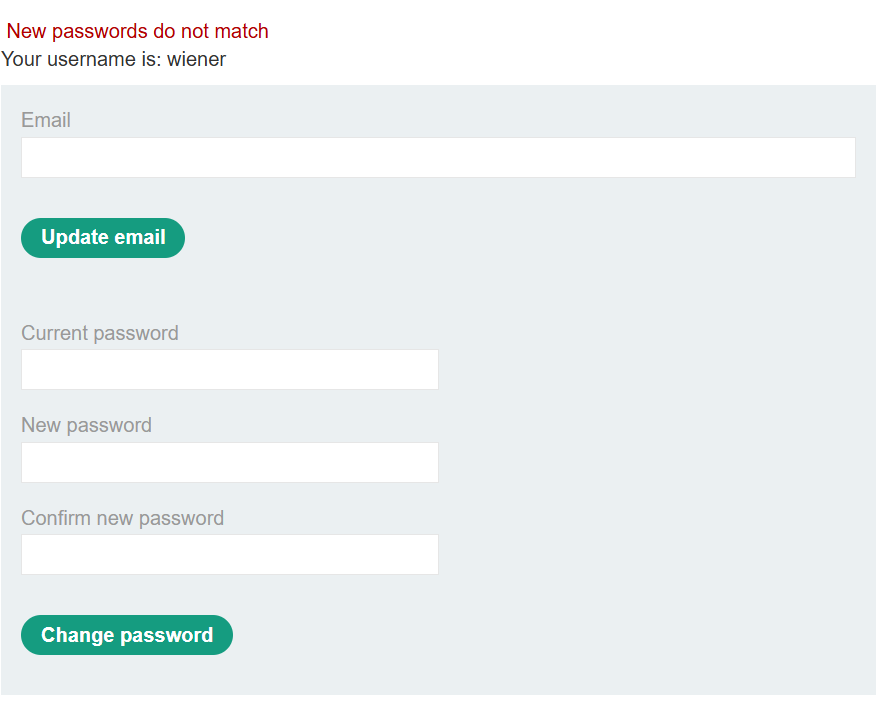 New passwords do not match
Your username is: wiener
Email
Update email
Current password
New password
Confirm new password
Change password